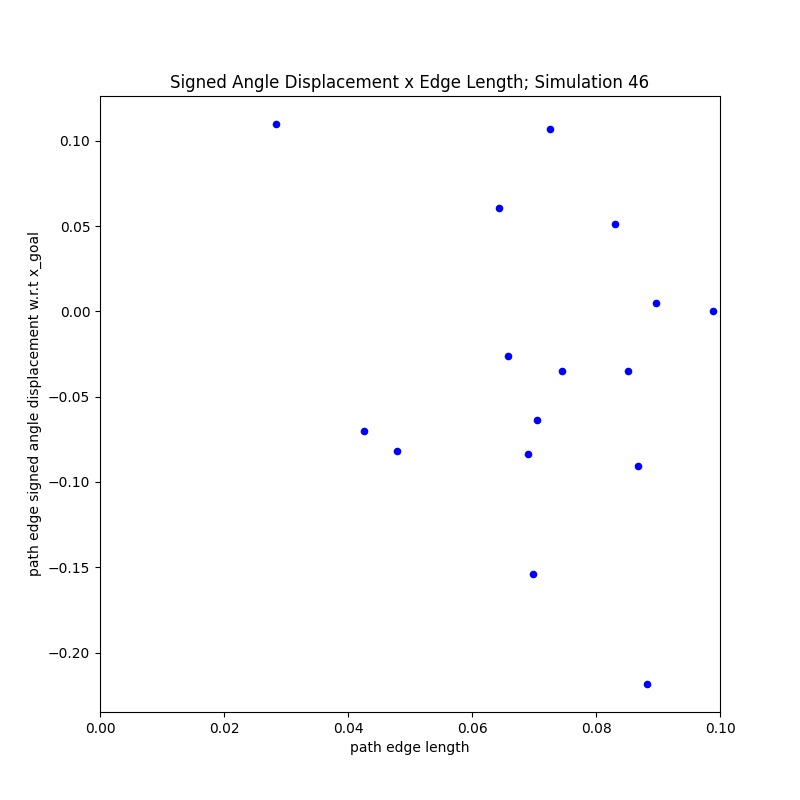 Signed Angle Displacement x Edge Length; Simulation 46
0.10
0.05
0.00
−0.05
−0.10
−0.15
−0.20
path edge signed angle displacement w.r.t x_goal
0.00 0.02 0.04 0.06 0.08 0.10
path edge length